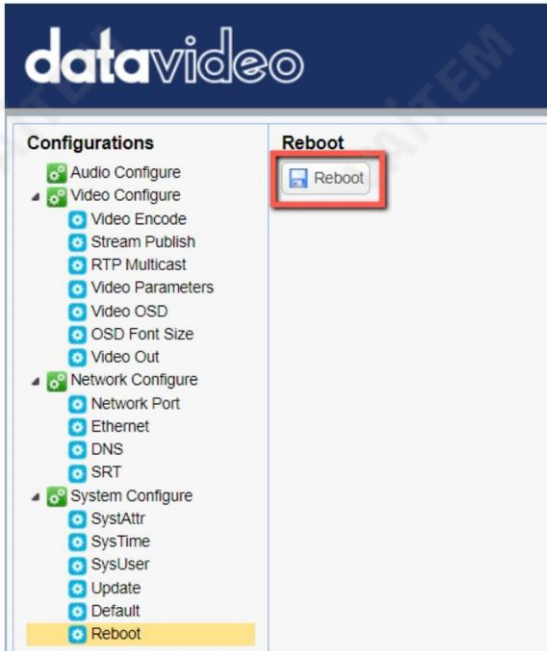 datavideo
Configurations
Audio Configure
Video Configure
Video Encode
Stream Publish
RTP Multicast
Video Parameters
Video OSD
OSD Font Size
Video Out
Network Configure
Network Port
Ethernet
DNS
SRT
System Configure
SystAttr
SysTime
SysUser
Update
Default
Reboot
Reboot
Reboot